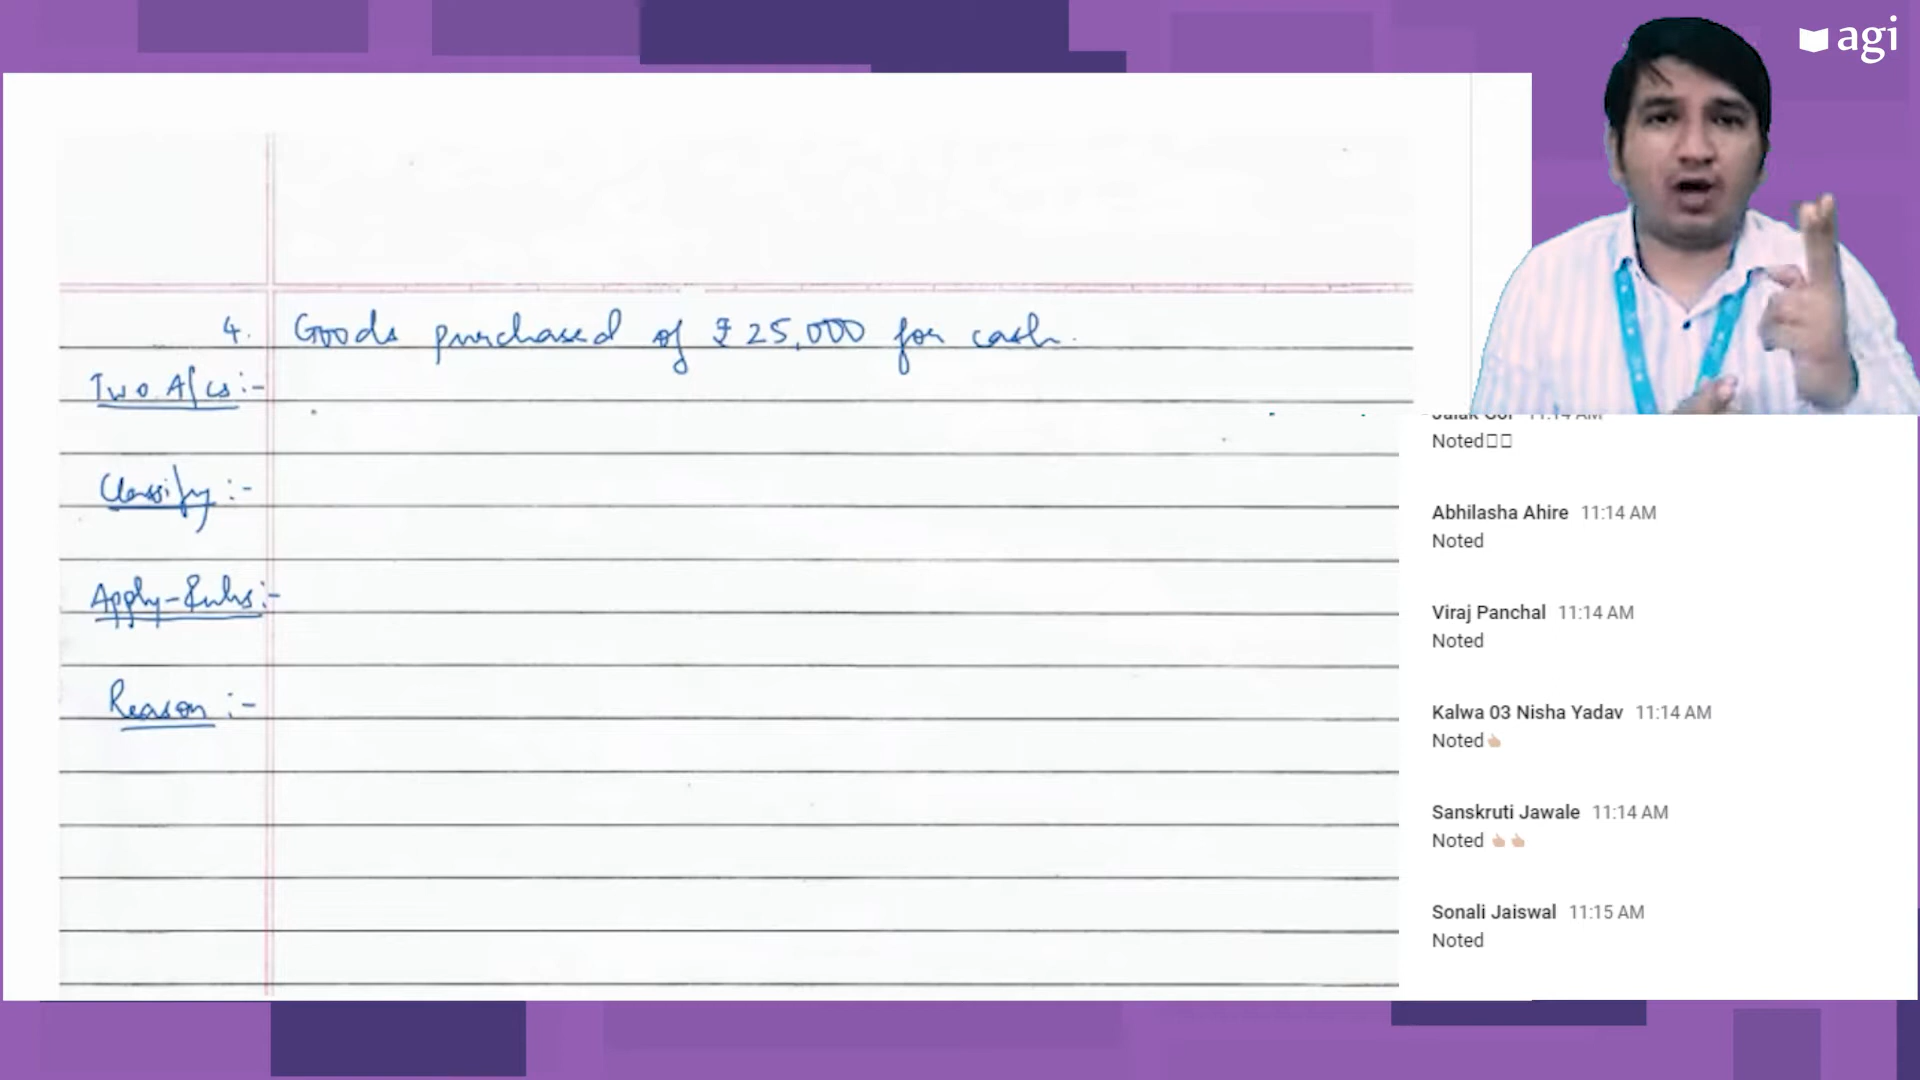 agi
4. Goods purchased of ₹ 25,000 for cash.
Two A/cs :-
Classify :-
Apply-Rules :-
Reason :-
Noted
Abhilasha Ahire 11:14 AM
Noted
Viraj Panchal 11:14 AM
Noted
Kalwa 03 Nisha Yadav 11:14 AM
Noted
Sanskruti Jawale 11:14 AM
Noted
Sonali Jaiswal 11:15 AM
Noted